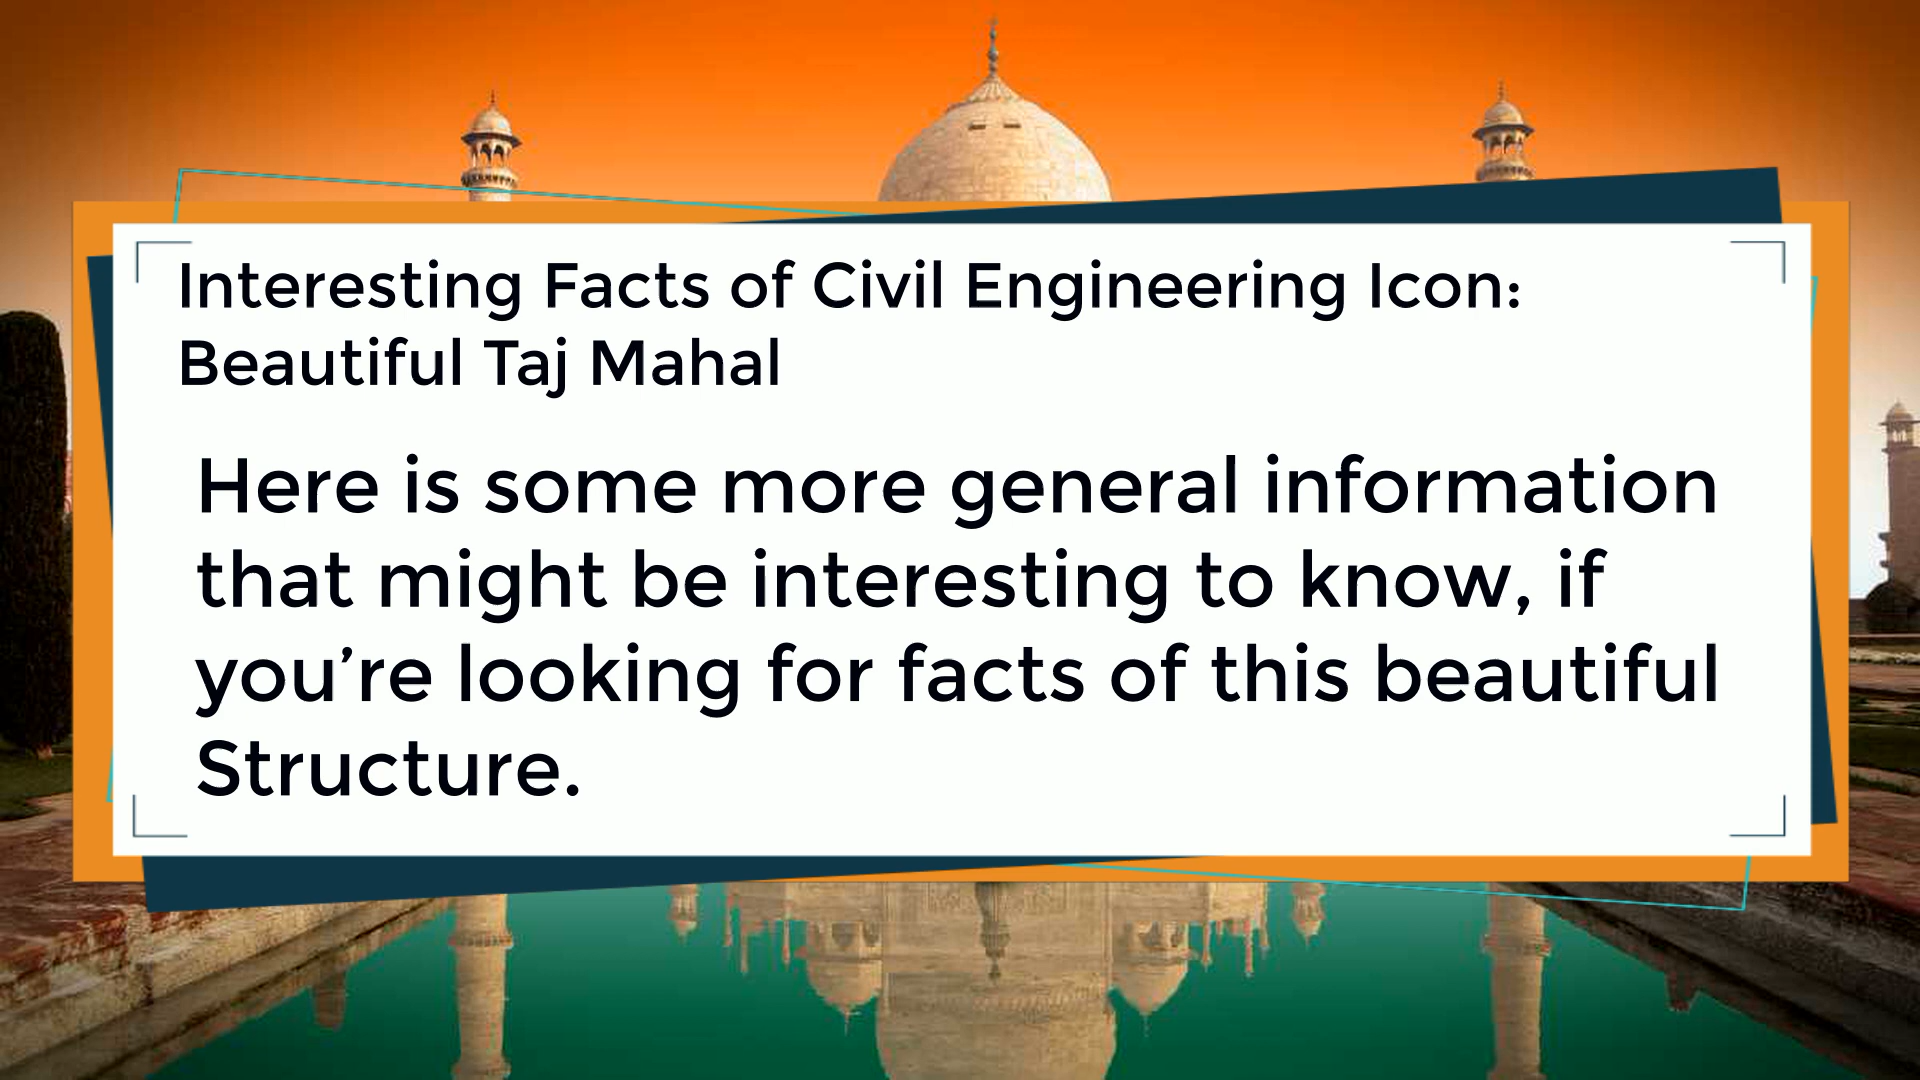 Interesting Facts of Civil Engineering Icon:
Beautiful Taj Mahal
Here is some more general information
that might be interesting to know, if
you’re looking for facts of this beautiful
Structure.